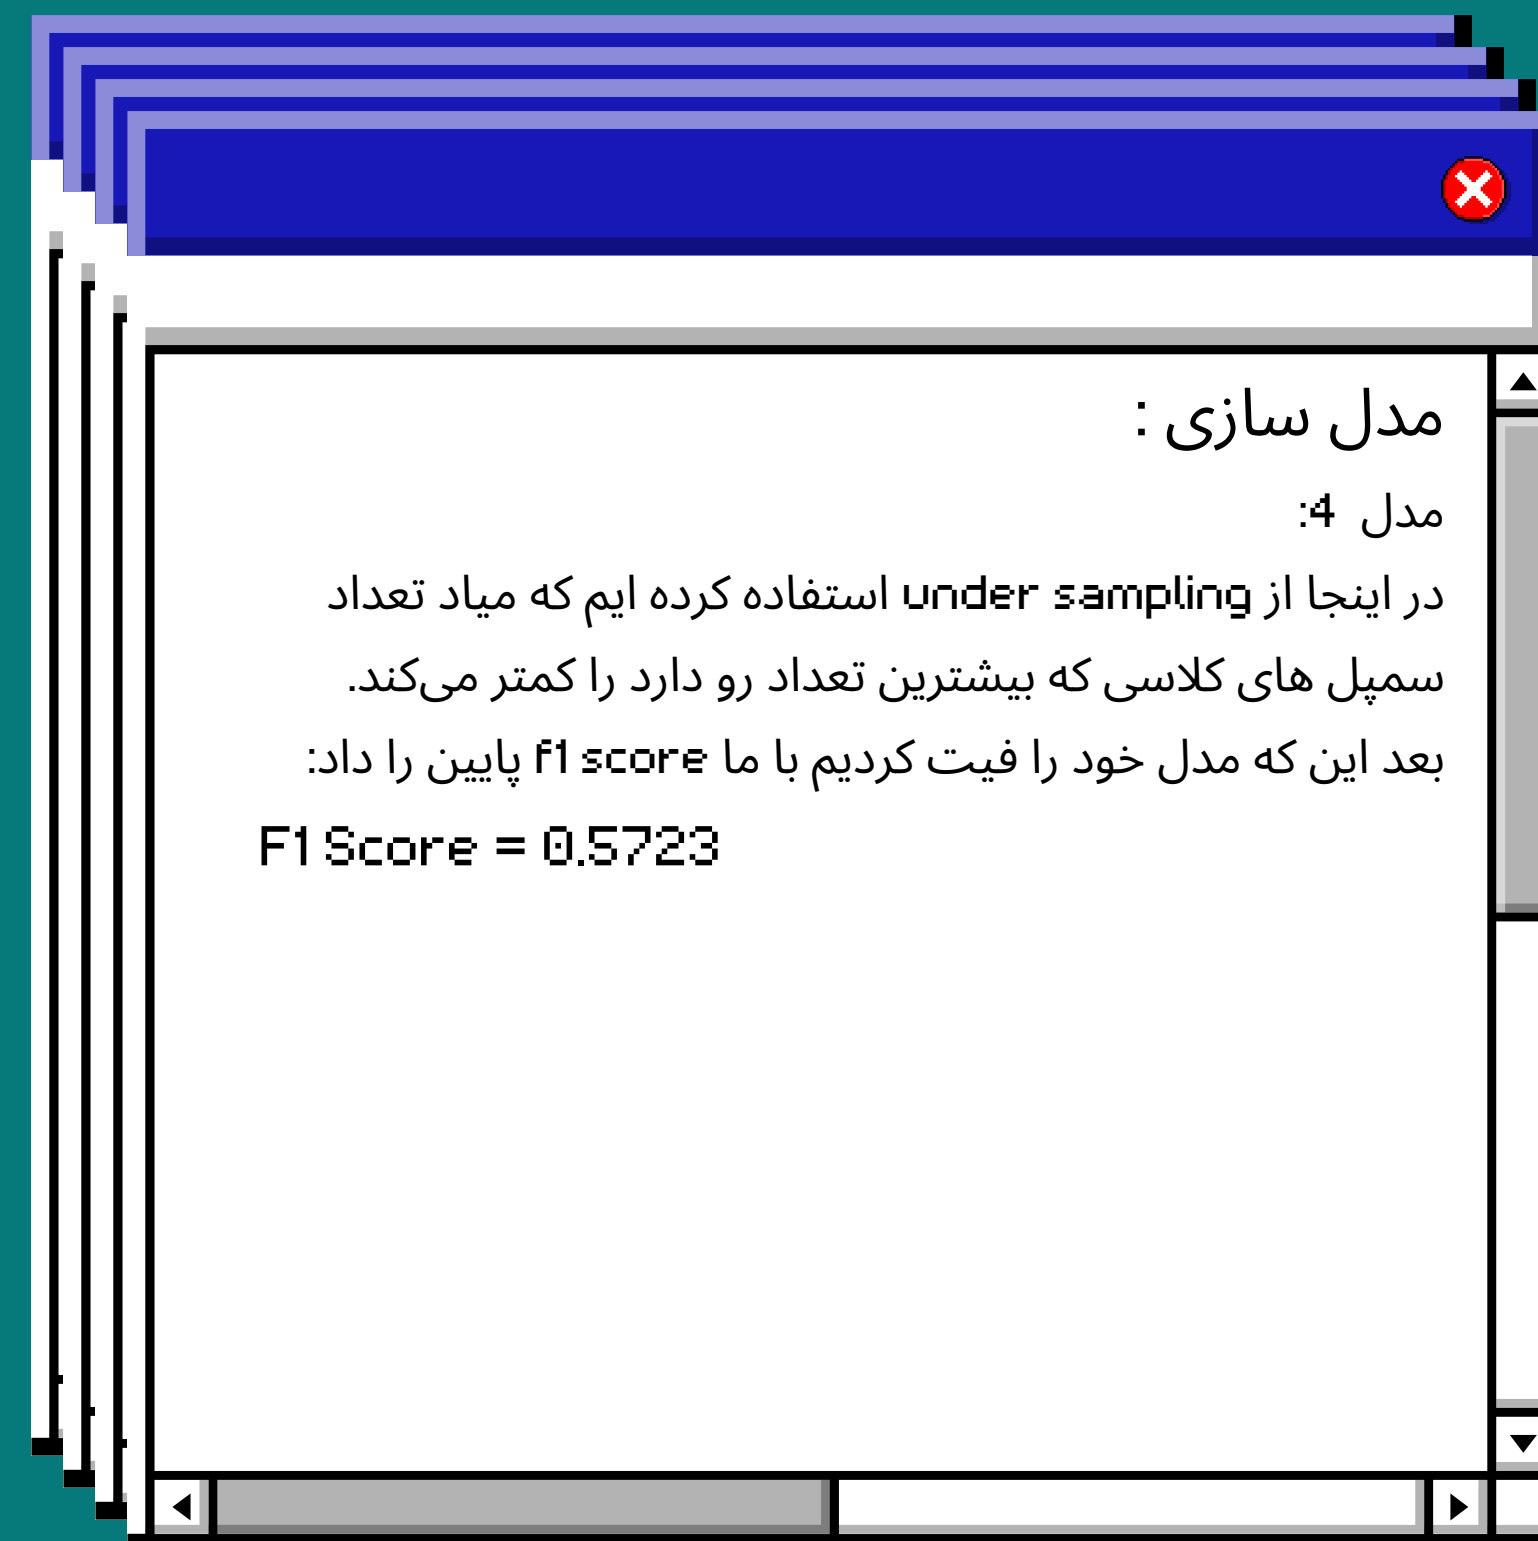 مدل سازی :
مدل 4:
در اینجا از under sampling استفاده کرده ایم که میاد تعداد
سمپل های کلاسی که بیشترین تعداد رو دارد را کمتر می‌کند.
بعد این که مدل خود را فیت کردیم با ما f1 score پایین را داد:
F1 Score = 0.5723